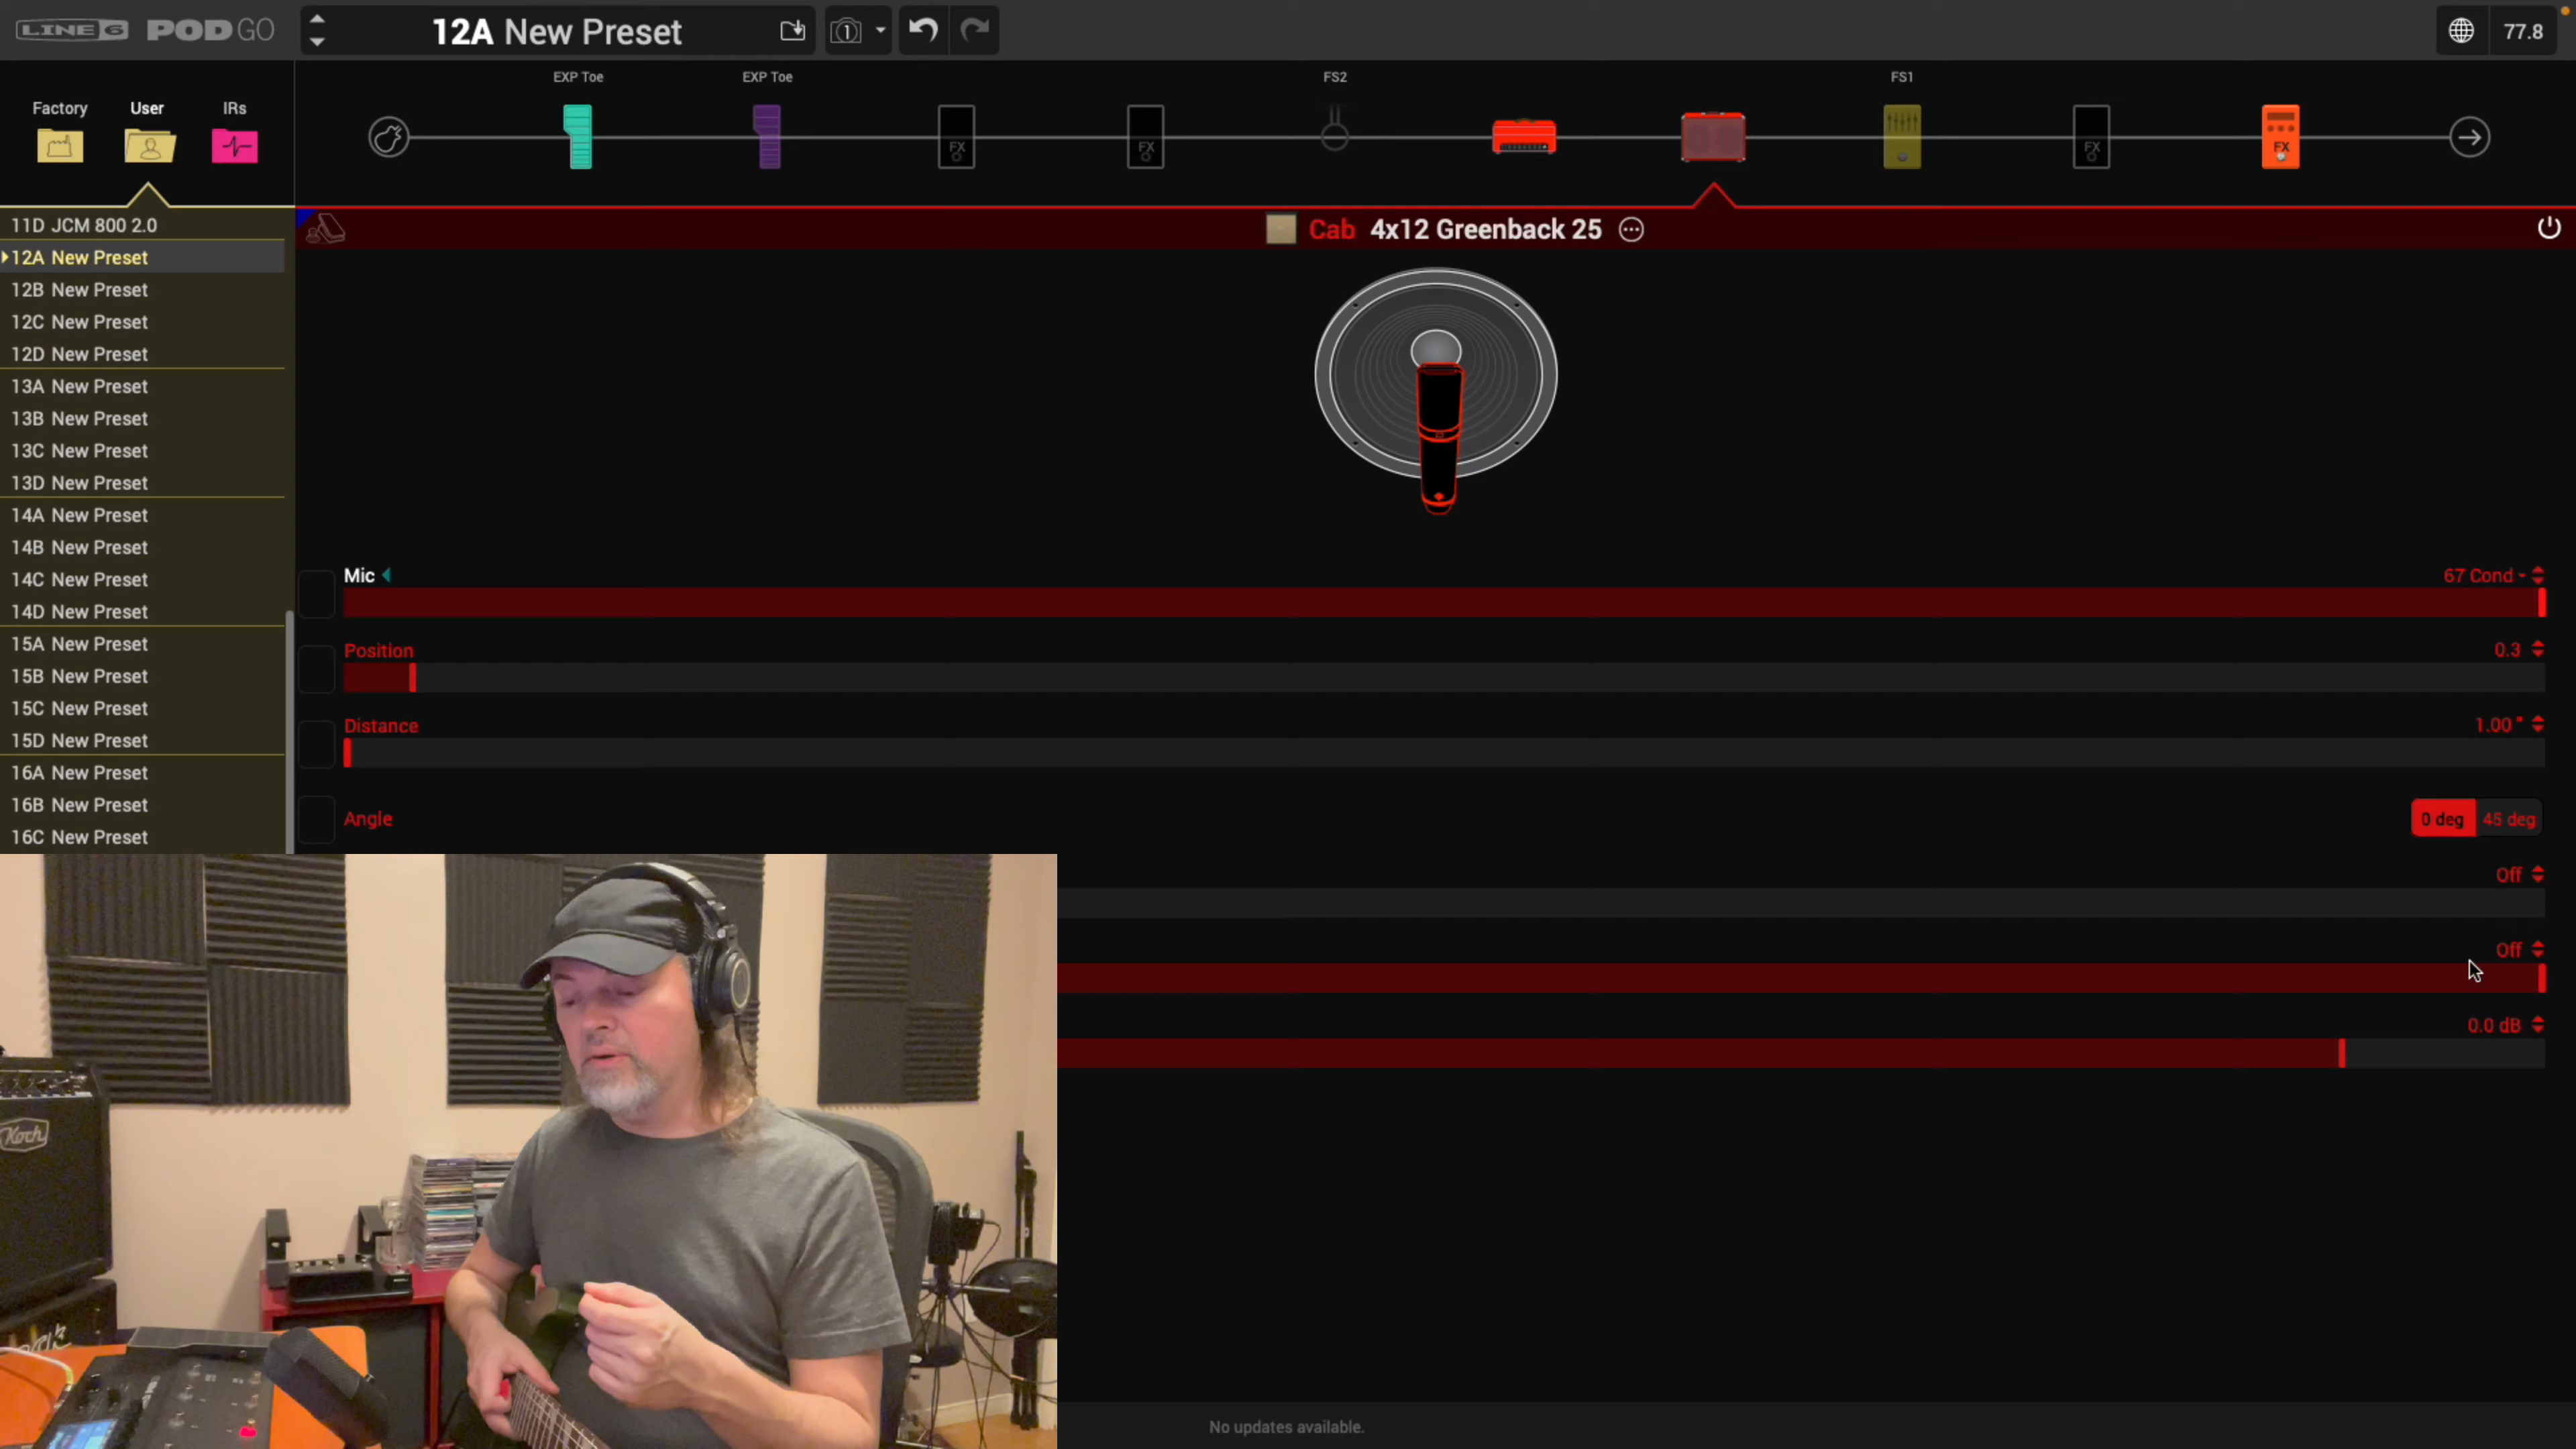 LINE 6 POD GO
12A New Preset
1
77.8
EXP Toe
EXP Toe
FS2
FS1
Factory
User
IRs
FX
FX
FX
FX
11D JCM 800 2.0
12A New Preset
12B New Preset
12C New Preset
12D New Preset
13A New Preset
13B New Preset
13C New Preset
13D New Preset
14A New Preset
14B New Preset
14C New Preset
14D New Preset
15A New Preset
15B New Preset
15C New Preset
15D New Preset
16A New Preset
16B New Preset
16C New Preset
Cab 4x12 Greenback 25
Mic
67 Cond
Position
0.3
Distance
1.00 "
Angle
0 deg 45 deg
Off
Off
0.0 dB
Koch
No updates available.